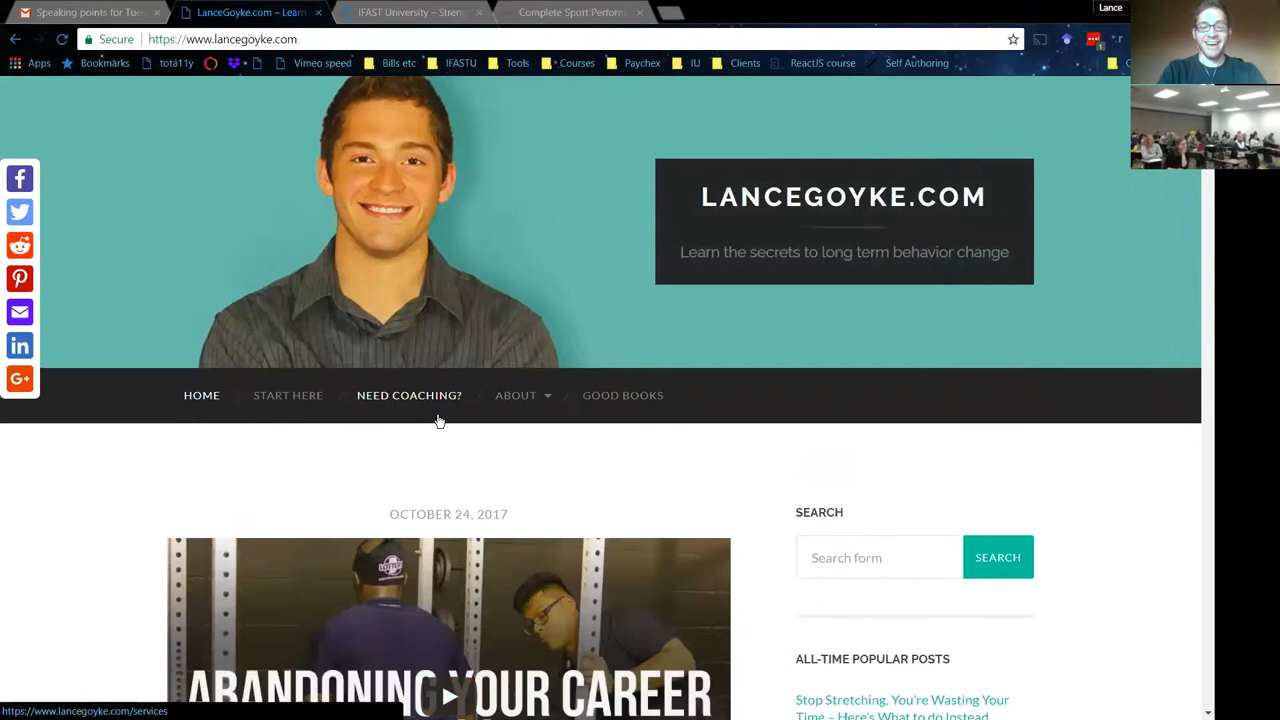 Speaking points for Tue
LanceGoyke.com – Learn
IFAST University – Stren
Complete Sport Perform
Lance
Secure
https://www.lancegoyke.com
Apps
Bookmarks
tota11y
Vimeo speed
Bills etc
IFASTU
Tools
Courses
Paychex
IU
Clients
ReactJS course
Self Authoring
LANCEGOYKE.COM
Learn the secrets to long term behavior change
HOME / START HERE / NEED COACHING? / ABOUT / GOOD BOOKS
OCTOBER 24, 2017
ABANDONING YOUR CAREER
SEARCH
Search form
SEARCH
ALL-TIME POPULAR POSTS
Stop Stretching, You're Wasting Your
Time – Here's What to do Instead
https://www.lancegoyke.com/services